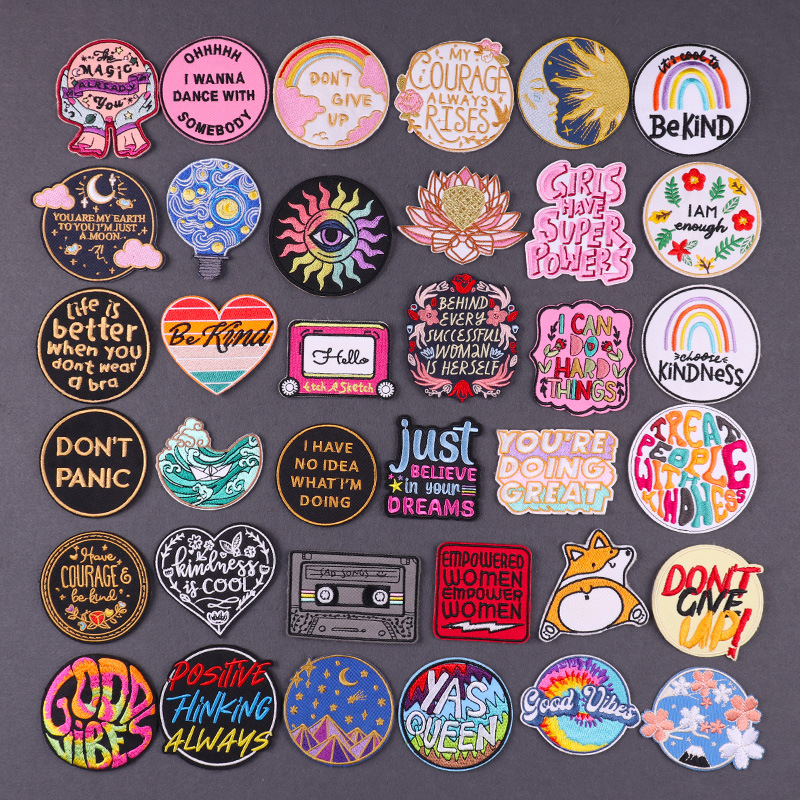 The
MAGIC
ALREADY
You
OHHHHH
I WANNA
DANCE WITH
SOMEBODY
DON'T
GIVE
UP
MY
COURAGE
ALWAYS
RISES
it's cool to
Be KiND
YOU ARE MY EARTH
TO YOU I'M JUST
A MOON.
GIRLS
HAVE
SUPER
POWERS
I AM
enough
Life is
better
when you
don't wear
a bra
Be Kind
Hello
Etch A Sketch
BEHIND
EVERY
SUCCESSFUL
WOMAN
IS HERSELF
I CAN
DO
HARD
THINGS
choose
KiNDNeSS
DON'T
PANIC
I HAVE
NO IDEA
WHAT I'M
DOING
just
BELIEVE
in your
DREAMS
YOU'RE
DOING
GREAT
TREAT
PEOPLE
WITH
KINDNESS
Have
COURAGE &
be kind
kindness
is COOL
SAD SONGS
EMPOWERED
WOMEN
EMPOWER
WOMEN
DON'T
GIVE
UP!
GOOD
ViBES
POSITIVE
THINKING
ALWAYS
YAS
QUEEN
Good Vibes